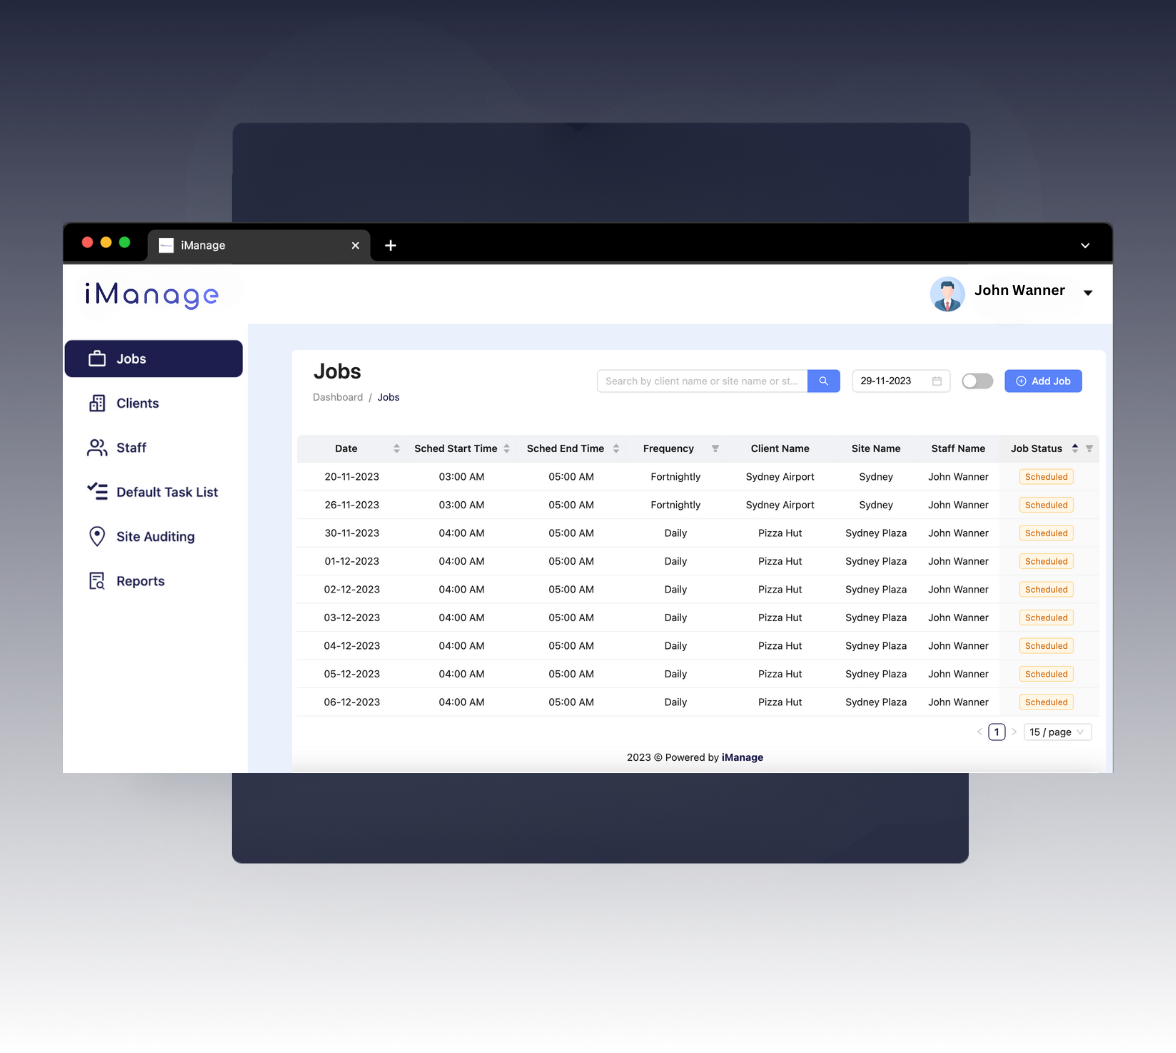 iManage
iManage
John Wanner
Jobs
Clients
Staff
Default Task List
Site Auditing
Reports
Jobs
Dashboard / Jobs
Search by client name or site name or st...
29-11-2023
Add Job
Date Sched Start Time Sched End Time Frequency Client Name Site Name Staff Name Job Status
20-11-2023 03:00 AM 05:00 AM Fortnightly Sydney Airport Sydney John Wanner Scheduled
26-11-2023 03:00 AM 05:00 AM Fortnightly Sydney Airport Sydney John Wanner Scheduled
30-11-2023 04:00 AM 05:00 AM Daily Pizza Hut Sydney Plaza John Wanner Scheduled
01-12-2023 04:00 AM 05:00 AM Daily Pizza Hut Sydney Plaza John Wanner Scheduled
02-12-2023 04:00 AM 05:00 AM Daily Pizza Hut Sydney Plaza John Wanner Scheduled
03-12-2023 04:00 AM 05:00 AM Daily Pizza Hut Sydney Plaza John Wanner Scheduled
04-12-2023 04:00 AM 05:00 AM Daily Pizza Hut Sydney Plaza John Wanner Scheduled
05-12-2023 04:00 AM 05:00 AM Daily Pizza Hut Sydney Plaza John Wanner Scheduled
06-12-2023 04:00 AM 05:00 AM Daily Pizza Hut Sydney Plaza John Wanner Scheduled
< 1 > 15 / page
2023 © Powered by iManage